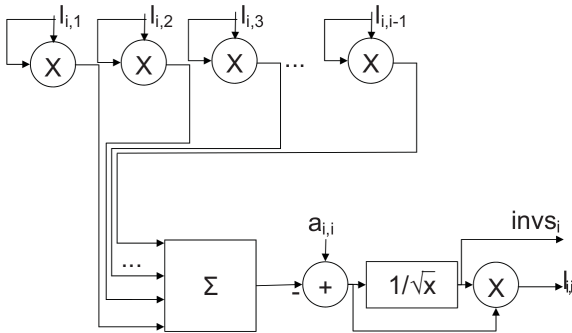 l_{i,1} l_{i,2} l_{i,3} l_{i,i-1}
X X X ... X
a_{i,i} invs_i
...
Σ - + 1/√x X l_{i,i}